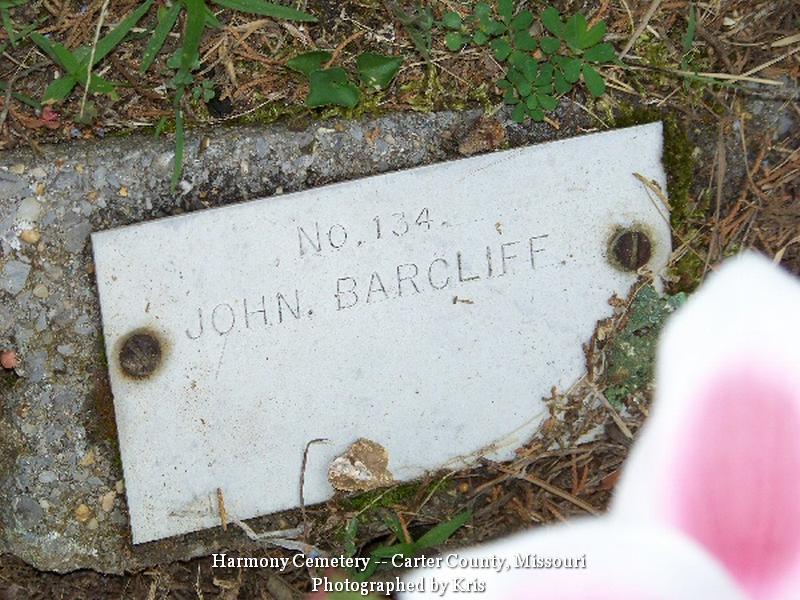 No. 134.
JOHN. BARCLIFF.
Harmony Cemetery -- Carter County, Missouri
Photographed by Kris